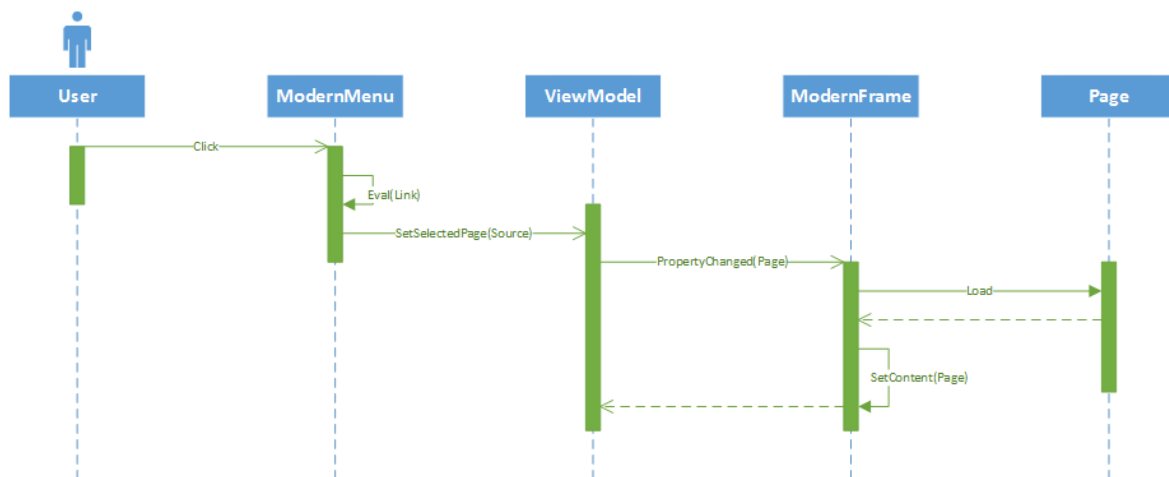 User
ModernMenu
ViewModel
ModernFrame
Page
Click
Eval(Link)
SetSelectedPage(Source)
PropertyChanged(Page)
Load
SetContent(Page)